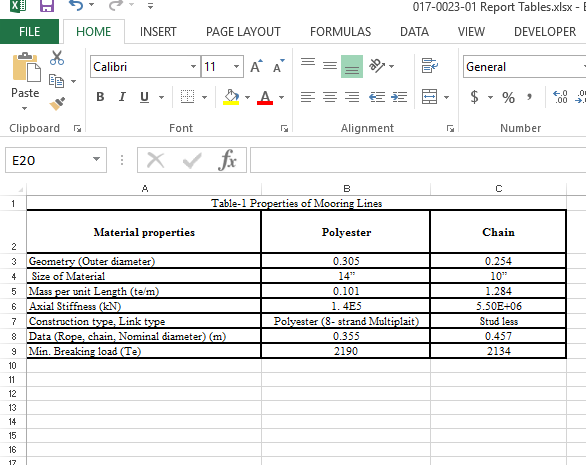 017-0023-01 Report Tables.xlsx - E
FILE HOME INSERT PAGE LAYOUT FORMULAS DATA VIEW DEVELOPER
Calibri 11 A A General
Paste B I U A $ % ,
Clipboard Font Alignment Number
E20 fx
A B C
1 Table-1 Properties of Mooring Lines
2 Material properties Polyester Chain
3 Geometry (Outer diameter) 0.305 0.254
4 Size of Material 14” 10”
5 Mass per unit Length (te/m) 0.101 1.284
6 Axial Stiffness (kN) 1. 4E5 5.50E+06
7 Construction type, Link type Polyester (8- strand Multiplait) Stud less
8 Data (Rope, chain, Nominal diameter) (m) 0.355 0.457
9 Min. Breaking load (Te) 2190 2134
10
11
12
13
14
15
16
17